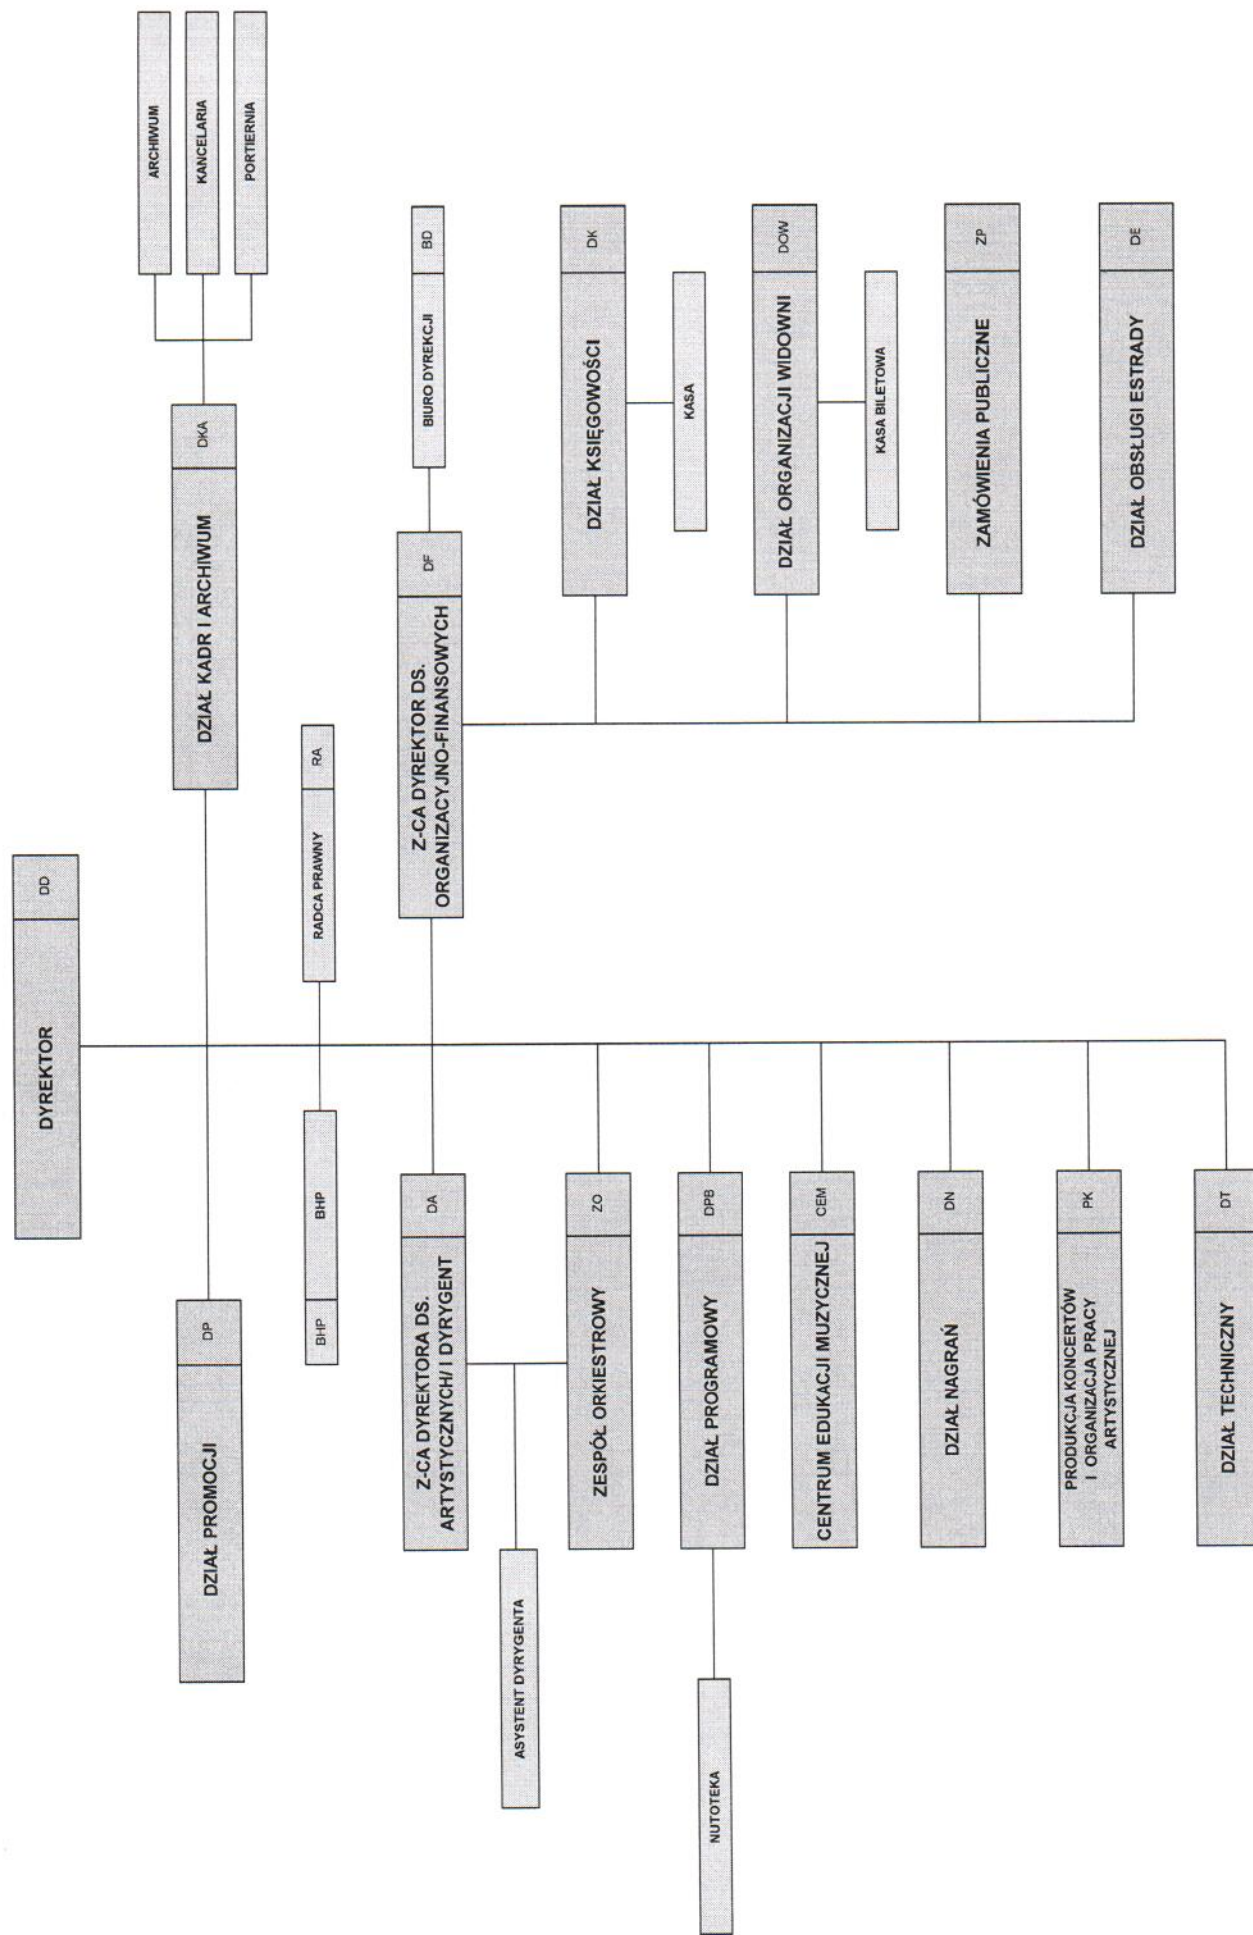 DYREKTOR
DD
DZIAŁ PROMOCJI
DP
DZIAŁ KADR I ARCHIWUM
DKA
ARCHIWUM
KANCELARIA
PORTIERNIA
BHP
BHP
RADCA PRAWNY
RA
Z-CA DYREKTORA DS.
ARTYSTYCZNYCH/ I DYRYGENT
DA
Z-CA DYREKTOR DS.
ORGANIZACYJNO-FINANSOWYCH
DF
BIURO DYREKCJI
BD
ASYSTENT DYRYGENTA
ZESPÓŁ ORKIESTROWY
ZO
DZIAŁ KSIĘGOWOŚCI
DK
KASA
NUTOTEKA
DZIAŁ PROGRAMOWY
DPB
DZIAŁ ORGANIZACJI WIDOWNI
DOW
KASA BILETOWA
CENTRUM EDUKACJI MUZYCZNEJ
CEM
DZIAŁ NAGRAŃ
DN
ZAMÓWIENIA PUBLICZNE
ZP
PRODUKCJA KONCERTÓW
I ORGANIZACJA PRACY
ARTYSTYCZNEJ
PK
DZIAŁ OBSŁUGI ESTRADY
DE
DZIAŁ TECHNICZNY
DT